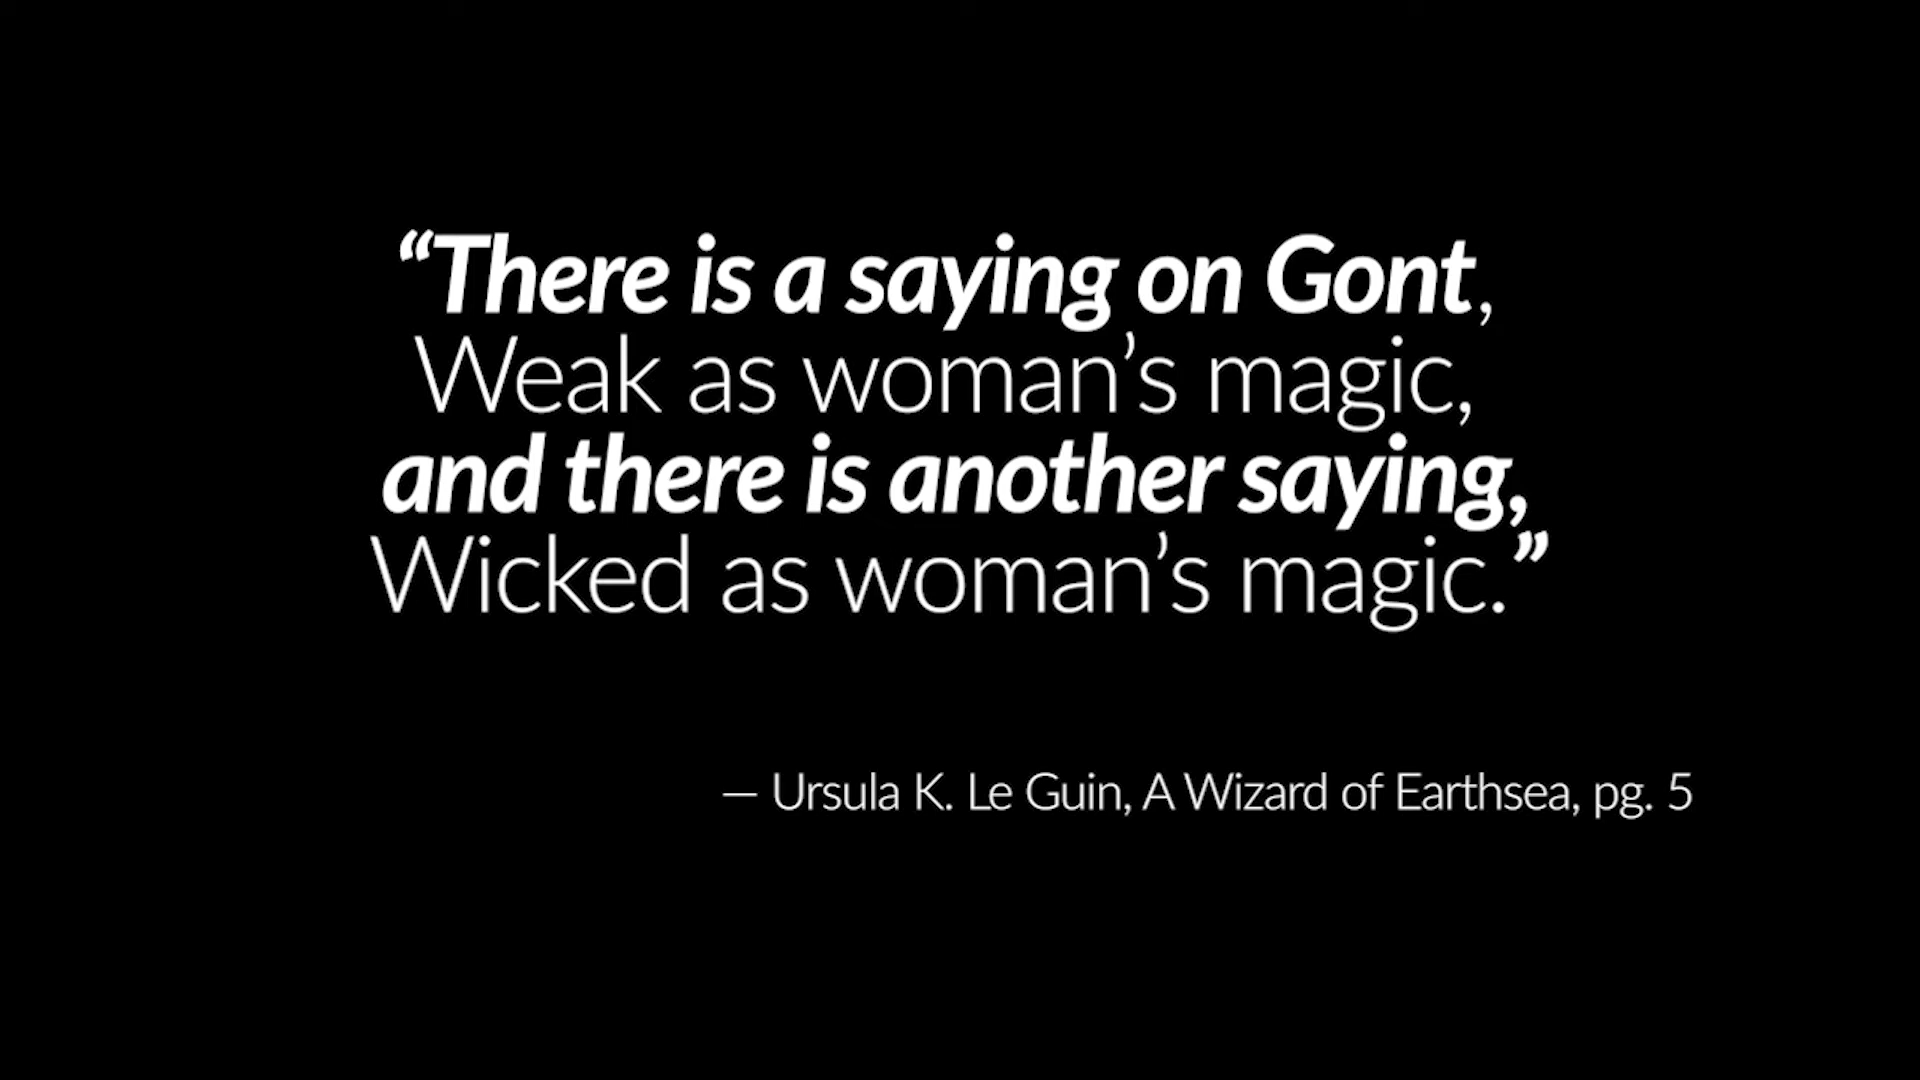 “There is a saying on Gont,
Weak as woman’s magic,
and there is another saying,
Wicked as woman’s magic.”
— Ursula K. Le Guin, A Wizard of Earthsea, pg. 5